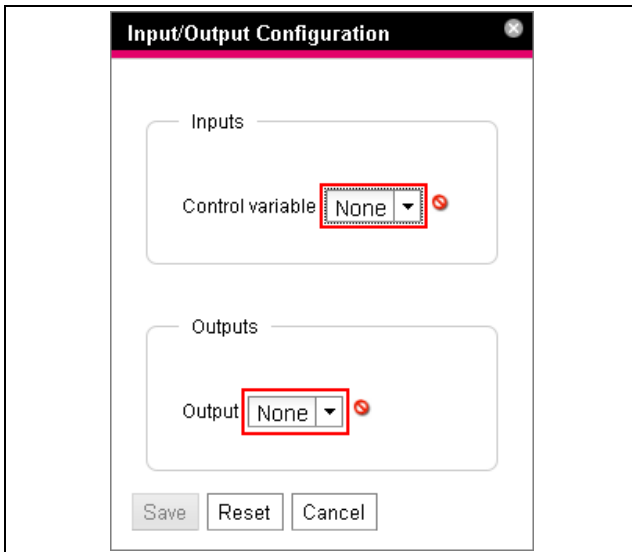 Input/Output Configuration
Inputs
Control variable None
Outputs
Output None
Save Reset Cancel